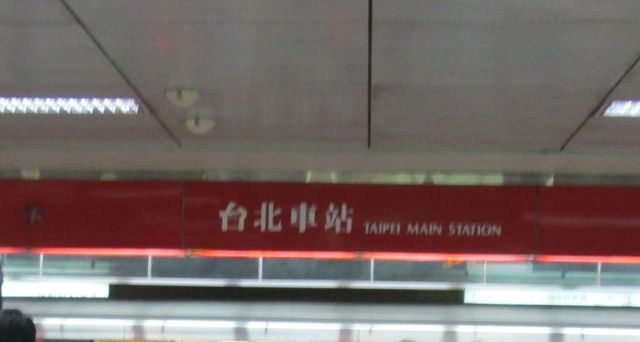 台北車站 TAIPEI MAIN STATION